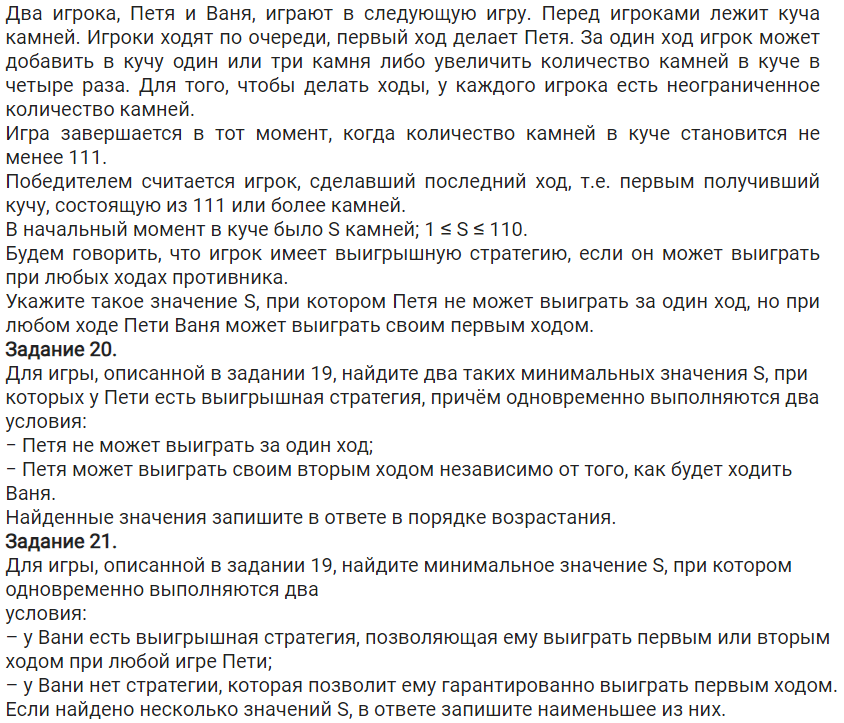 Два игрока, Петя и Ваня, играют в следующую игру. Перед игроками лежит куча
камней. Игроки ходят по очереди, первый ход делает Петя. За один ход игрок может
добавить в кучу один или три камня либо увеличить количество камней в куче в
четыре раза. Для того, чтобы делать ходы, у каждого игрока есть неограниченное
количество камней.
Игра завершается в тот момент, когда количество камней в куче становится не
менее 111.
Победителем считается игрок, сделавший последний ход, т.е. первым получивший
кучу, состоящую из 111 или более камней.
В начальный момент в куче было S камней; 1 ≤ S ≤ 110.
Будем говорить, что игрок имеет выигрышную стратегию, если он может выиграть
при любых ходах противника.
Укажите такое значение S, при котором Петя не может выиграть за один ход, но при
любом ходе Пети Ваня может выиграть своим первым ходом.
Задание 20.
Для игры, описанной в задании 19, найдите два таких минимальных значения S, при
которых у Пети есть выигрышная стратегия, причём одновременно выполняются два
условия:
− Петя не может выиграть за один ход;
− Петя может выиграть своим вторым ходом независимо от того, как будет ходить
Ваня.
Найденные значения запишите в ответе в порядке возрастания.
Задание 21.
Для игры, описанной в задании 19, найдите минимальное значение S, при котором
одновременно выполняются два
условия:
– у Вани есть выигрышная стратегия, позволяющая ему выиграть первым или вторым
ходом при любой игре Пети;
– у Вани нет стратегии, которая позволит ему гарантированно выиграть первым ходом.
Если найдено несколько значений S, в ответе запишите наименьшее из них.